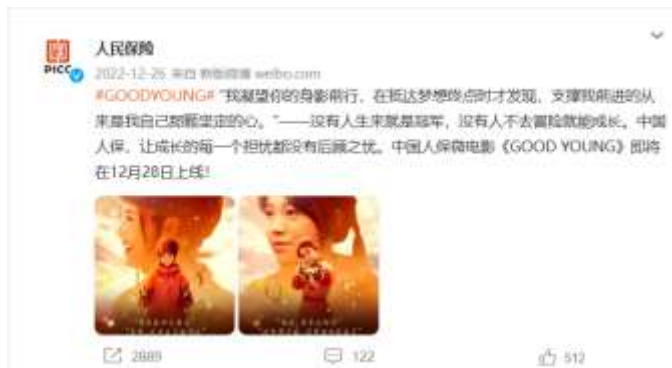 人民保险
PICC
2022-12-26 来自 新版微博 weibo.com
#GOODYOUNG# “我凝望你的身影前行，在抵达梦想终点时才发现，支撑我前进的从
来是我自己那颗坚定的心。”——没有人生来就是冠军，没有人不去冒险就能成长。中国
人保，让成长的每一个担忧都没有后顾之忧。中国人保微电影《GOOD YOUNG》即将
在12月28日上线！
2889
122
512